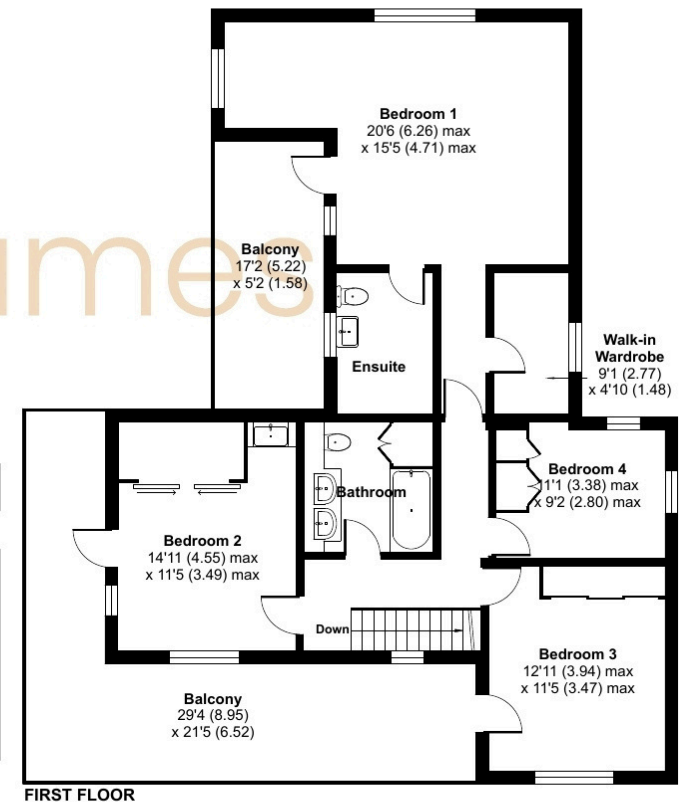 Bedroom 1
20'6 (6.26) max
x 15'5 (4.71) max
Balcony
17'2 (5.22)
x 5'2 (1.58)
Ensuite
Walk-in
Wardrobe
9'1 (2.77)
x 4'10 (1.48)
Bathroom
Bedroom 4
11'1 (3.38) max
x 9'2 (2.80) max
Bedroom 2
14'11 (4.55) max
x 11'5 (3.49) max
Down
Bedroom 3
12'11 (3.94) max
x 11'5 (3.47) max
Balcony
29'4 (8.95)
x 21'5 (6.52)
FIRST FLOOR